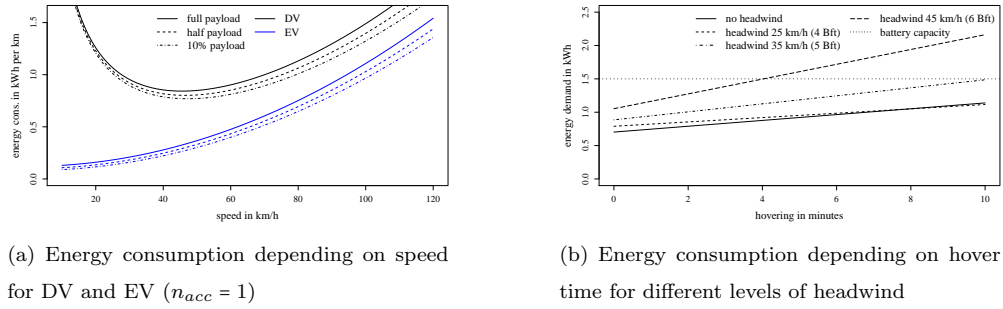 full payload
half payload
10% payload
DV
EV
energy cons. in kWh per km
0.0
0.5
1.0
1.5
20
40
60
80
100
120
speed in km/h
(a) Energy consumption depending on speed
for DV and EV (n_acc = 1)
no headwind
headwind 25 km/h (4 Bft)
headwind 35 km/h (5 Bft)
headwind 45 km/h (6 Bft)
battery capacity
energy demand in kWh
0.0
0.5
1.0
1.5
2.0
2.5
0
2
4
6
8
10
hovering in minutes
(b) Energy consumption depending on hover
time for different levels of headwind